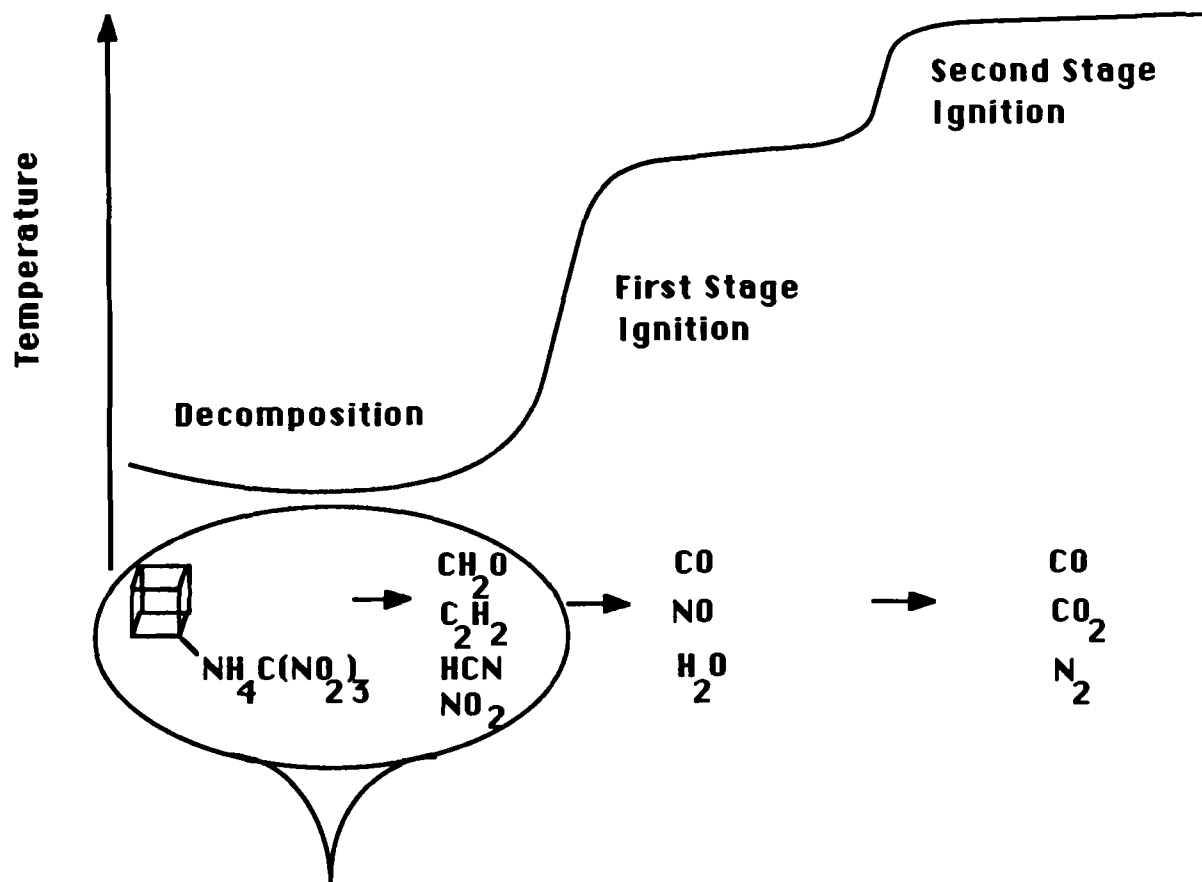 Temperature
Second Stage
Ignition
First Stage
Ignition
Decomposition
NH₄C(NO₂)₃
CH₂O
C₂H₂
HCN
NO₂
CO
NO
H₂O
CO
CO₂
N₂